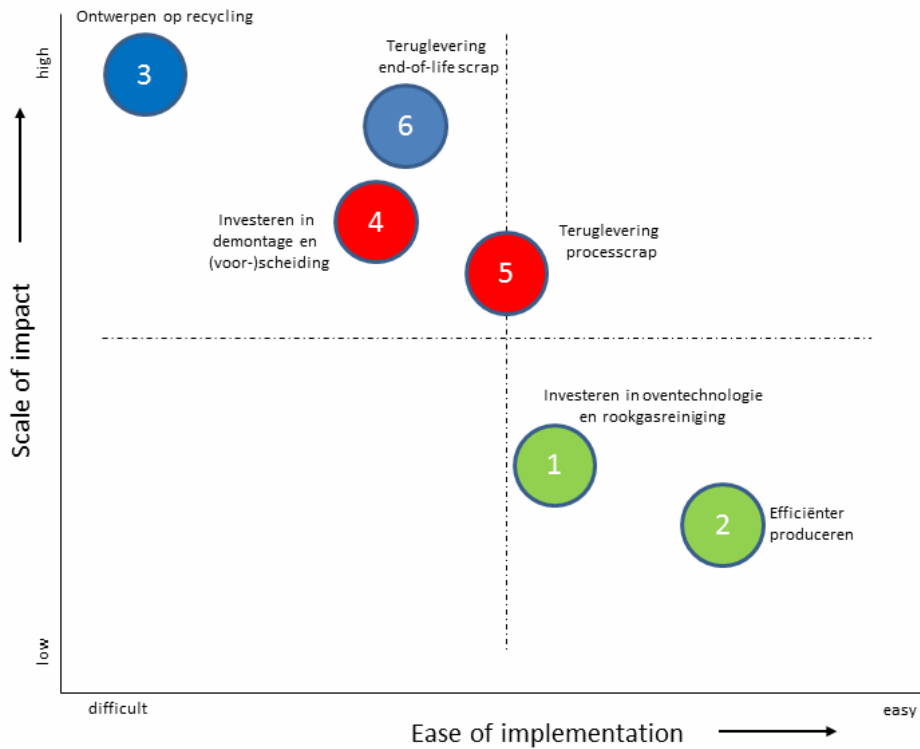 Ontwerpen op recycling
high
3
Teruglevering
end-of-life scrap
6
Investeren in
demontage en
(voor-)scheiding
4
Teruglevering
processcrap
5
Scale of impact
Investeren in oventechnologie
en rookgasreiniging
1
2
Efficiënter
produceren
low
difficult
easy
Ease of implementation